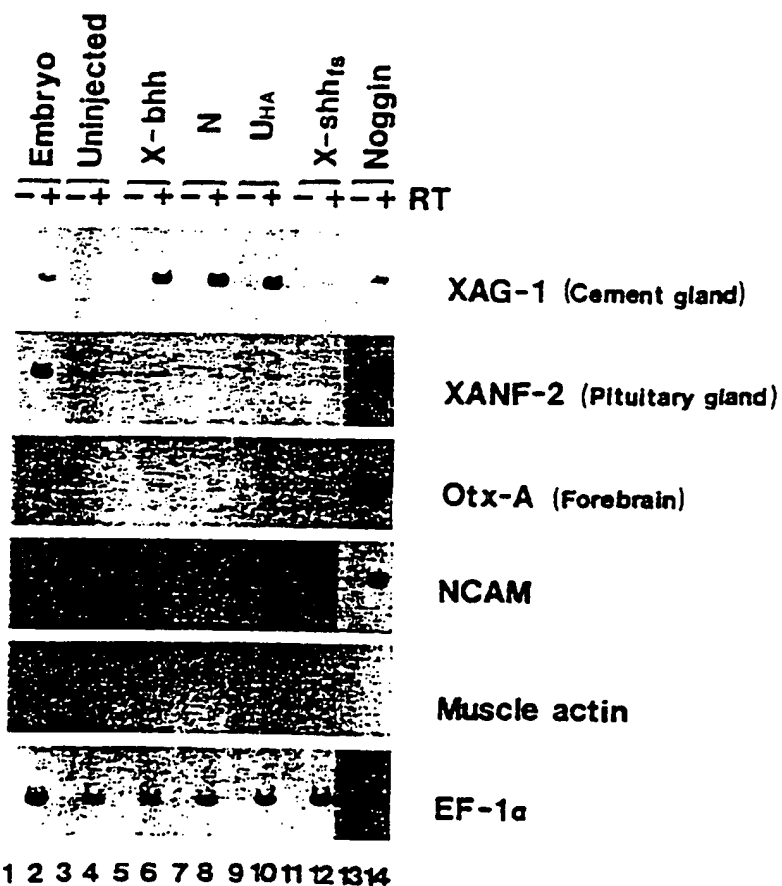 Embryo
Uninjected
X-bhh
N
UHA
X-shhfs
Noggin
- + - + - + - + - + - + - + RT
XAG-1 (Cement gland)
XANF-2 (Pituitary gland)
Otx-A (Forebrain)
NCAM
Muscle actin
EF-1α
1 2 3 4 5 6 7 8 9 10 11 12 13 14